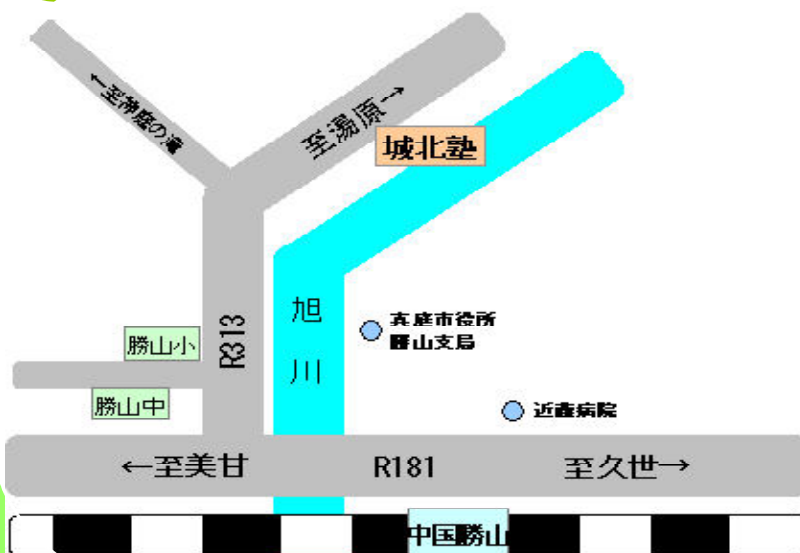 ←至神庭の滝
至湯原→
城北塾
旭川
R313
真庭市役所
勝山支局
勝山小
勝山中
近藤病院
←至美甘
R181
至久世→
中国勝山